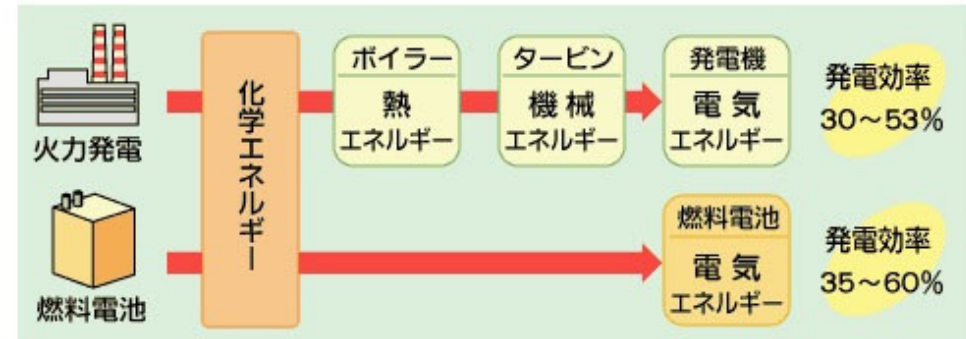 火力発電
燃料電池
化学エネルギー
ボイラー
熱
エネルギー
タービン
機械
エネルギー
発電機
電気
エネルギー
発電効率
30～53%
燃料電池
電気
エネルギー
発電効率
35～60%